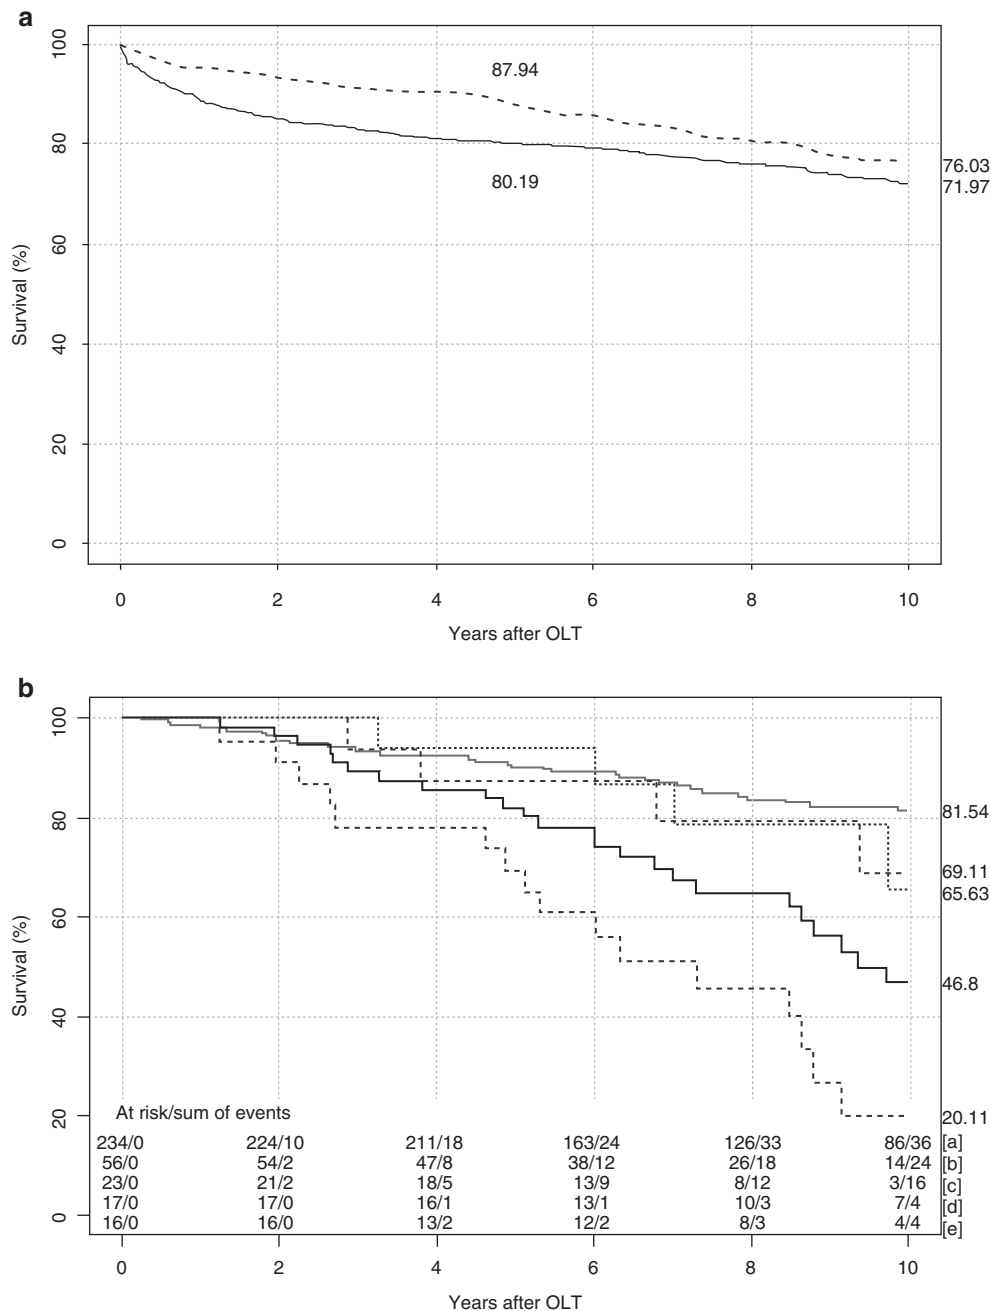 a
100
80
60
40
20
0
Survival (%)
87.94
80.19
76.03
71.97
0 2 4 6 8 10
Years after OLT
b
100
80
60
40
20
0
Survival (%)
81.54
69.11
65.63
46.8
20.11
At risk/sum of events
234/0 224/10 211/18 163/24 126/33 86/36 [a]
56/0 54/2 47/8 38/12 26/18 14/24 [b]
23/0 21/2 18/5 13/9 8/12 3/16 [c]
17/0 17/0 16/1 13/1 10/3 7/4 [d]
16/0 16/0 13/2 12/2 8/3 4/4 [e]
0 2 4 6 8 10
Years after OLT